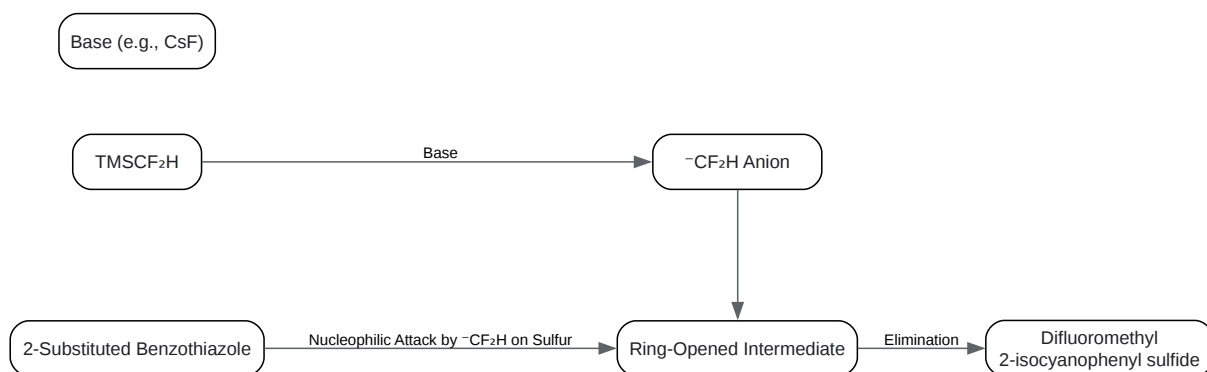 Base (e.g., CsF)
TMSCF₂H
Base
⁻CF₂H Anion
2-Substituted Benzothiazole
Nucleophilic Attack by ⁻CF₂H on Sulfur
Ring-Opened Intermediate
Elimination
Difluoromethyl
2-isocyanophenyl sulfide